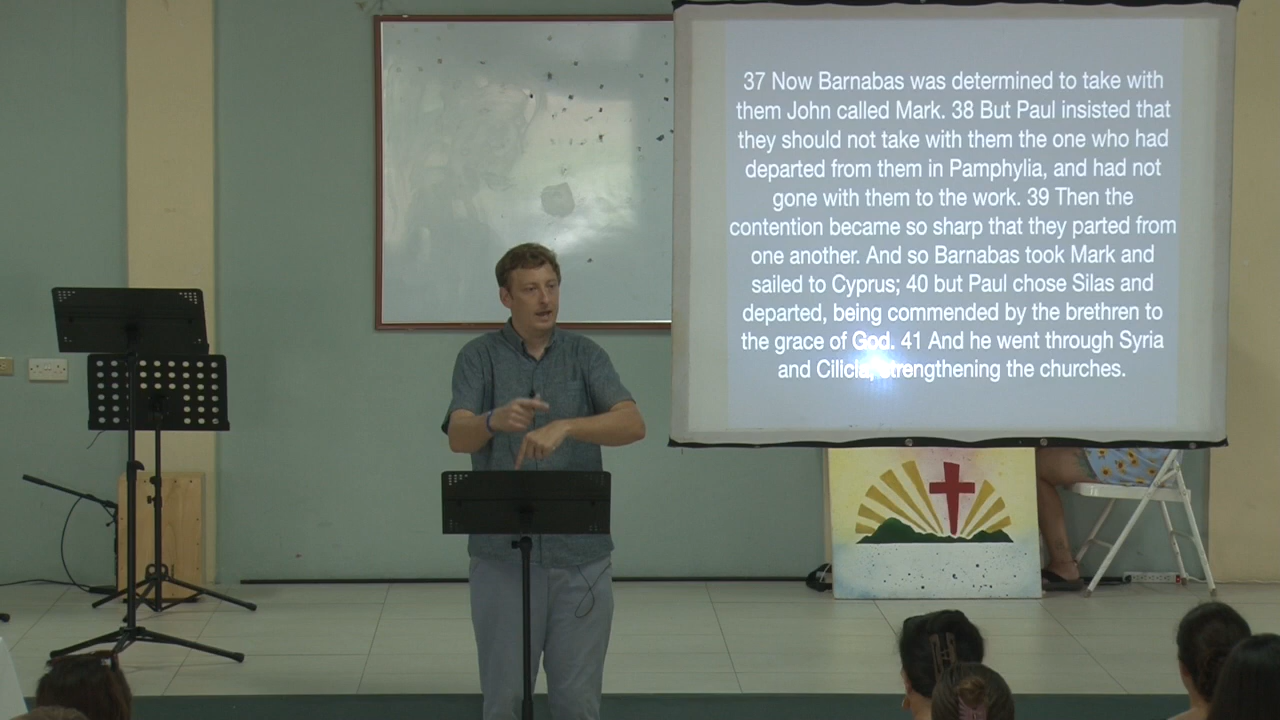 37 Now Barnabas was determined to take with
them John called Mark. 38 But Paul insisted that
they should not take with them the one who had
departed from them in Pamphylia, and had not
gone with them to the work. 39 Then the
contention became so sharp that they parted from
one another. And so Barnabas took Mark and
sailed to Cyprus; 40 but Paul chose Silas and
departed, being commended by the brethren to
the grace of God. 41 And he went through Syria
and Cilicia, strengthening the churches.